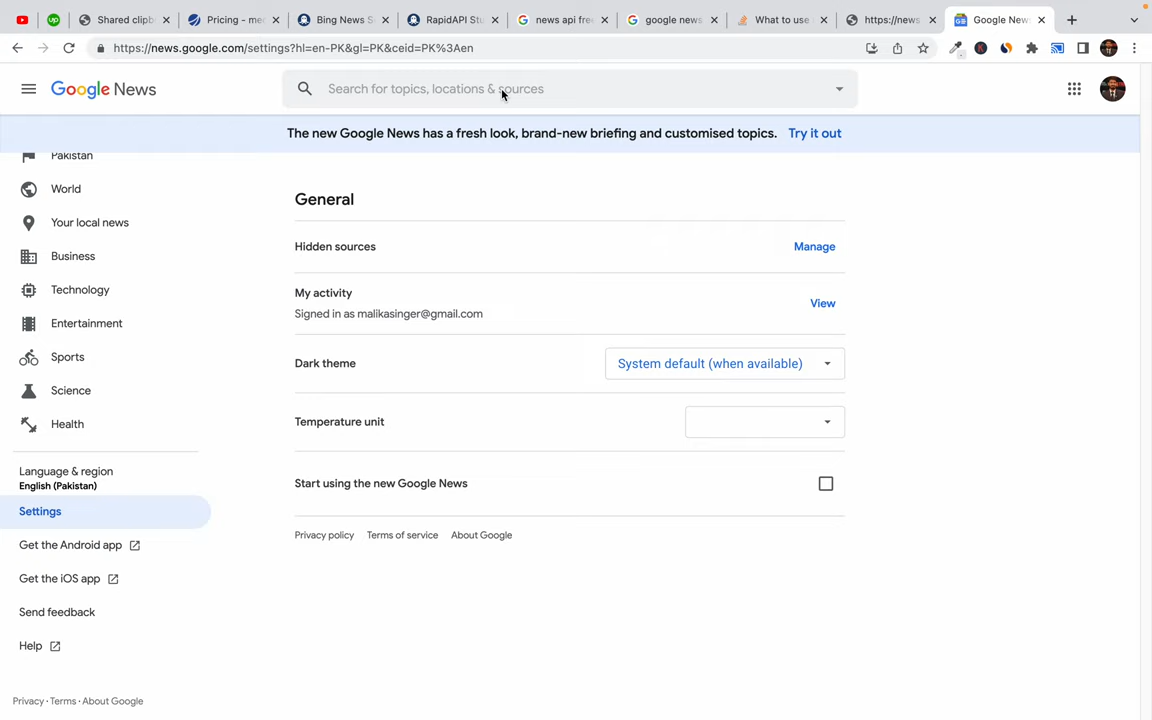 Shared clipb
Pricing - me
Bing News S
RapidAPI Stu
news api free
google news
What to use
https://news
Google New
https://news.google.com/settings?hl=en-PK&gl=PK&ceid=PK%3Aen
Google News
Search for topics, locations & sources
The new Google News has a fresh look, brand-new briefing and customised topics. Try it out
Pakistan
World
Your local news
Business
Technology
Entertainment
Sports
Science
Health
Language & region
English (Pakistan)
Settings
Get the Android app
Get the iOS app
Send feedback
Help
Privacy · Terms · About Google
General
Hidden sources
Manage
My activity
Signed in as malikasinger@gmail.com
View
Dark theme
System default (when available)
Temperature unit
Start using the new Google News
Privacy policy Terms of service About Google